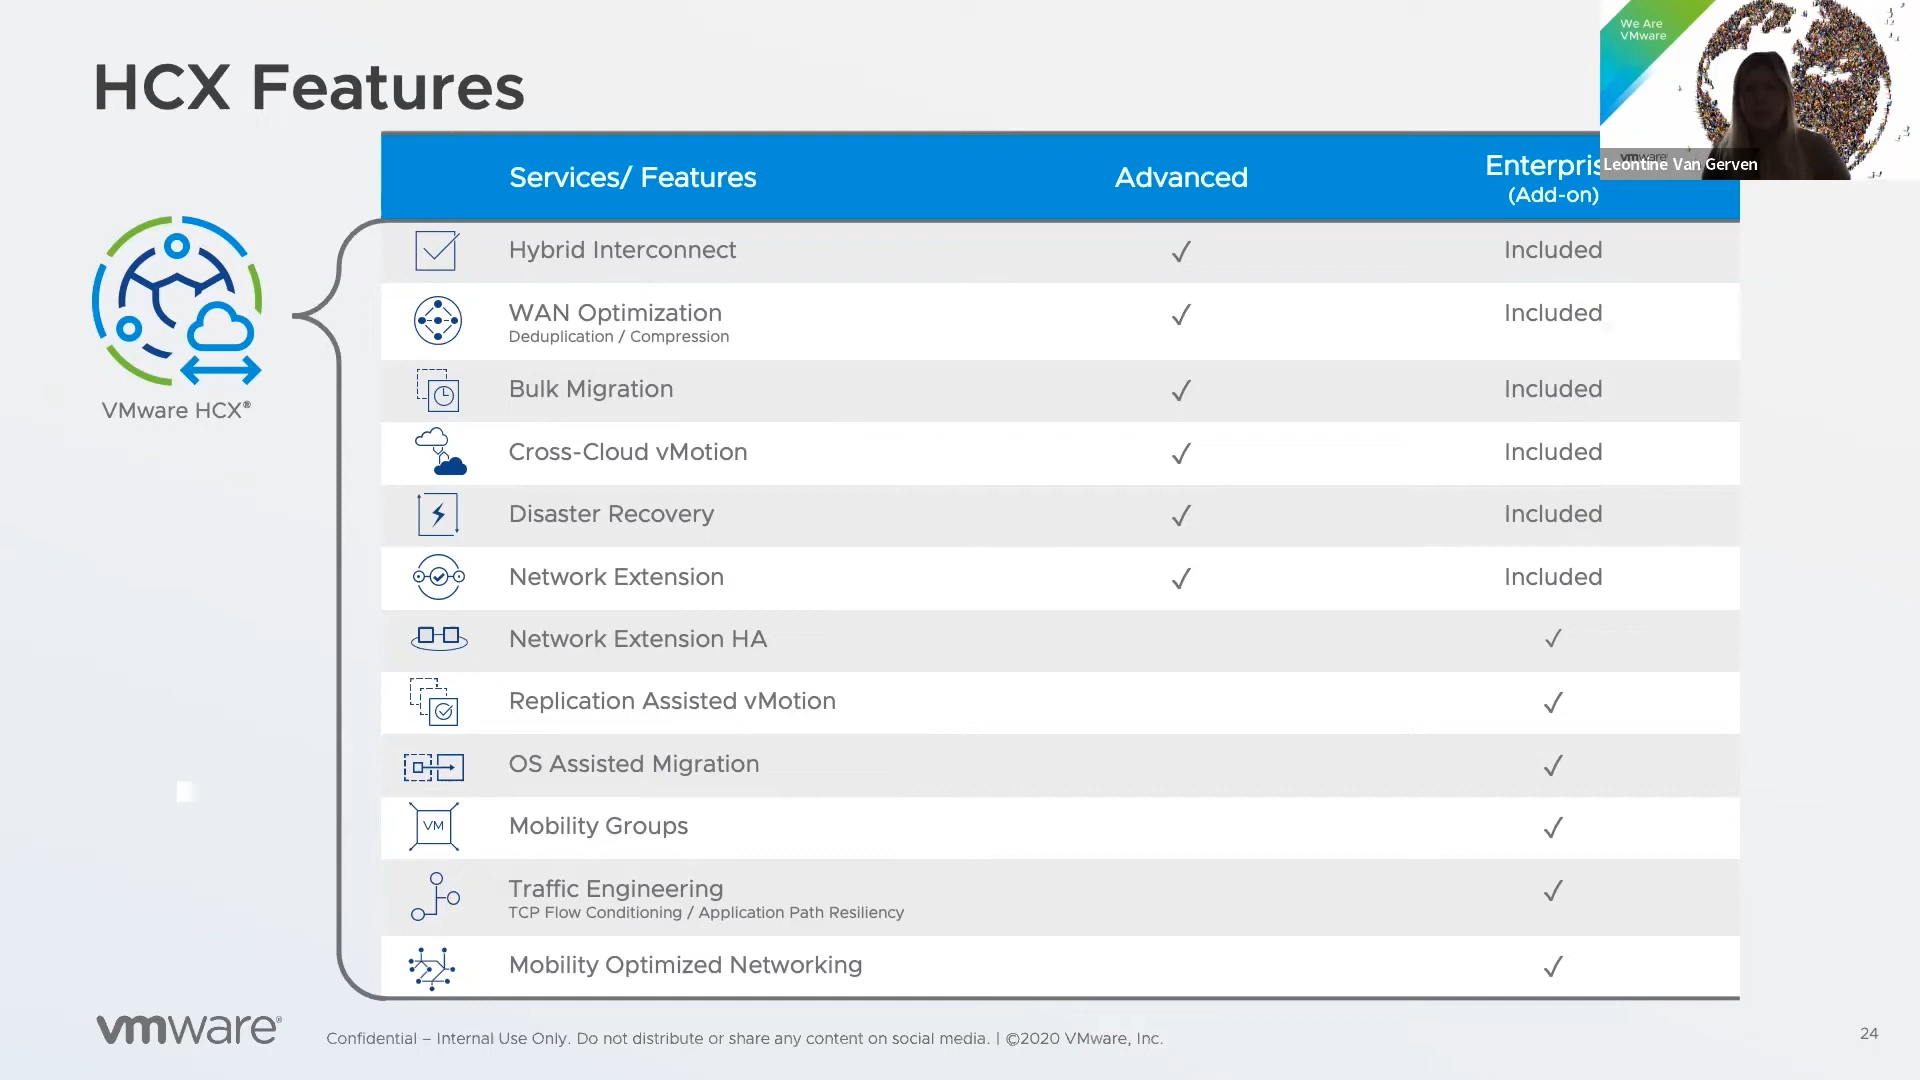 HCX Features
We Are
VMware
vmware
Leontine Van Gerven
Services/ Features Advanced Enterpris
(Add-on)
VMware HCX®
Hybrid Interconnect ✓ Included
WAN Optimization ✓ Included
Deduplication / Compression
Bulk Migration ✓ Included
Cross-Cloud vMotion ✓ Included
Disaster Recovery ✓ Included
Network Extension ✓ Included
Network Extension HA ✓
Replication Assisted vMotion ✓
OS Assisted Migration ✓
VM Mobility Groups ✓
Traffic Engineering ✓
TCP Flow Conditioning / Application Path Resiliency
Mobility Optimized Networking ✓
vmware®
Confidential – Internal Use Only. Do not distribute or share any content on social media. | ©2020 VMware, Inc.
24